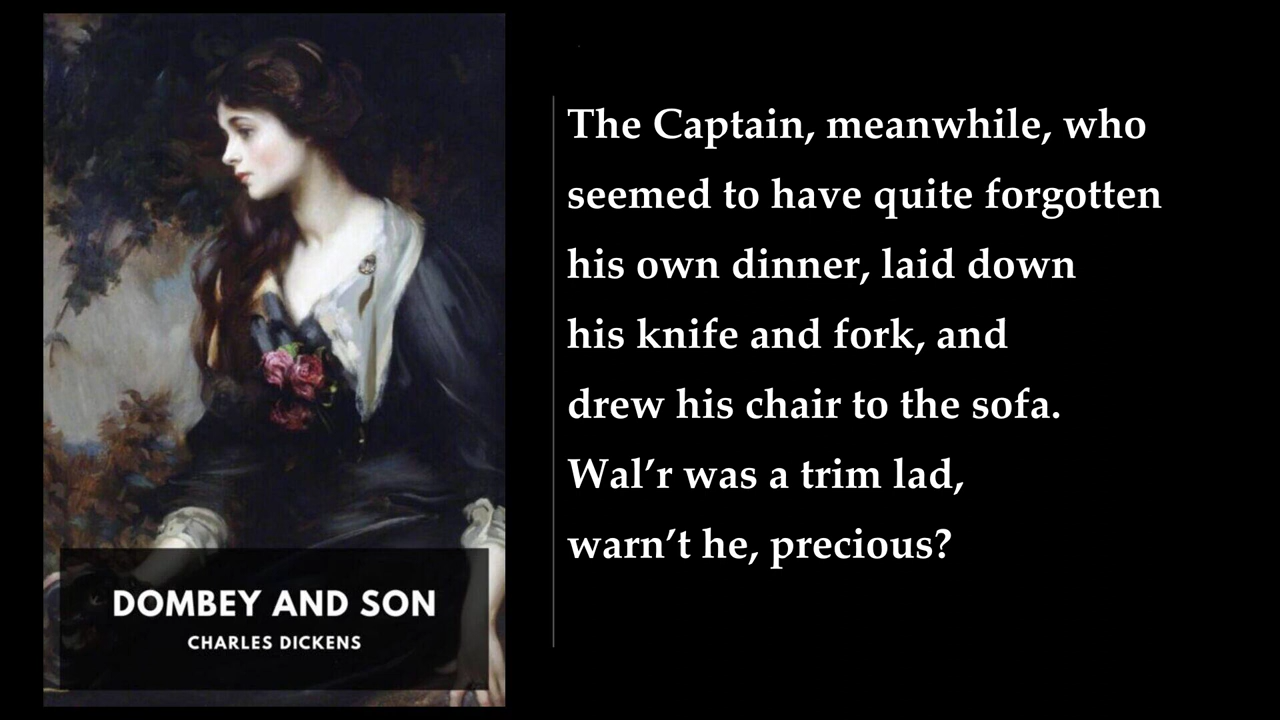 The Captain, meanwhile, who
seemed to have quite forgotten
his own dinner, laid down
his knife and fork, and
drew his chair to the sofa.
Wal’r was a trim lad,
warn’t he, precious?
DOMBEY AND SON
CHARLES DICKENS